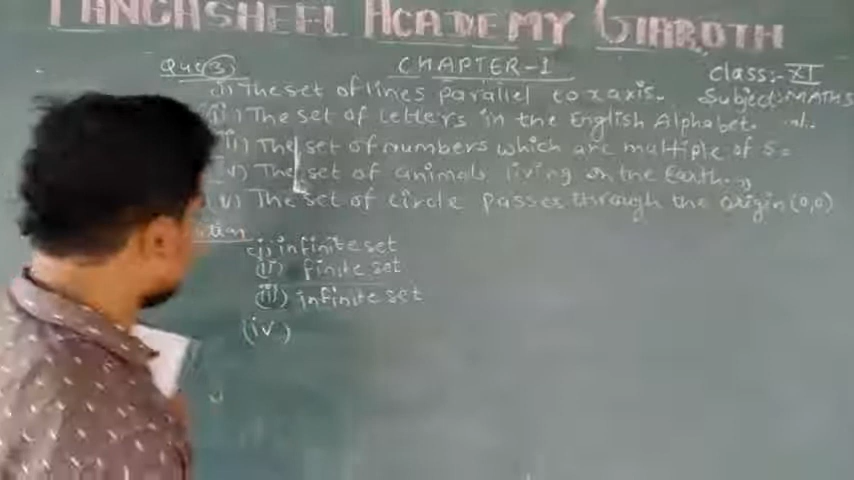 PANCHSHEEL ACADEMY GIAROTH
Que (3) CHAPTER-1 Class:- XI
i) The set of lines parallel to x axis. Subject:- MATHS
(ii) The set of letters in the English Alphabet.
iii) The set of numbers which are multiple of 5.
iv) The set of animals living on the Earth.
(v) The set of circle passes through the origin (0,0)
(i) infinite set
(ii) finite set
(iii) infinite set
(iv)